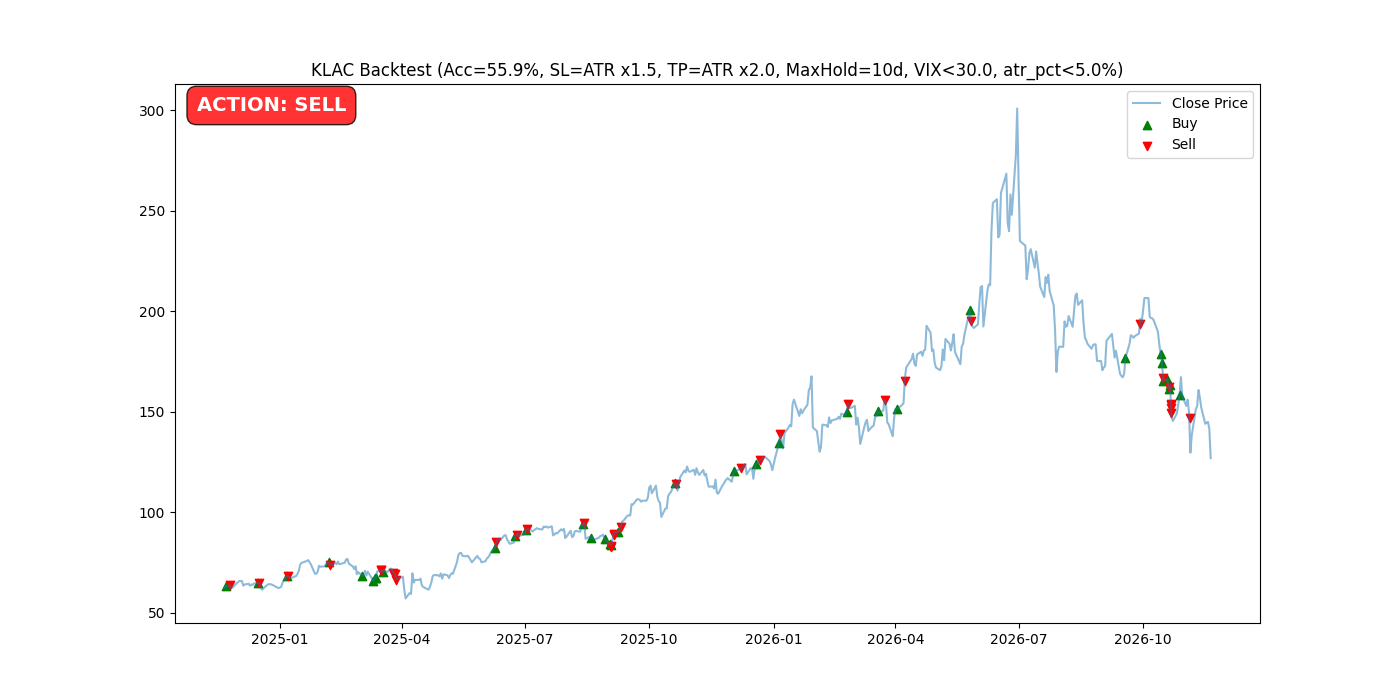 KLAC Backtest (Acc=55.9%, SL=ATR x1.5, TP=ATR x2.0, MaxHold=10d, VIX<30.0, atr_pct<5.0%)
ACTION: SELL
Close Price
Buy
Sell
300
250
200
150
100
50
2025-01
2025-04
2025-07
2025-10
2026-01
2026-04
2026-07
2026-10